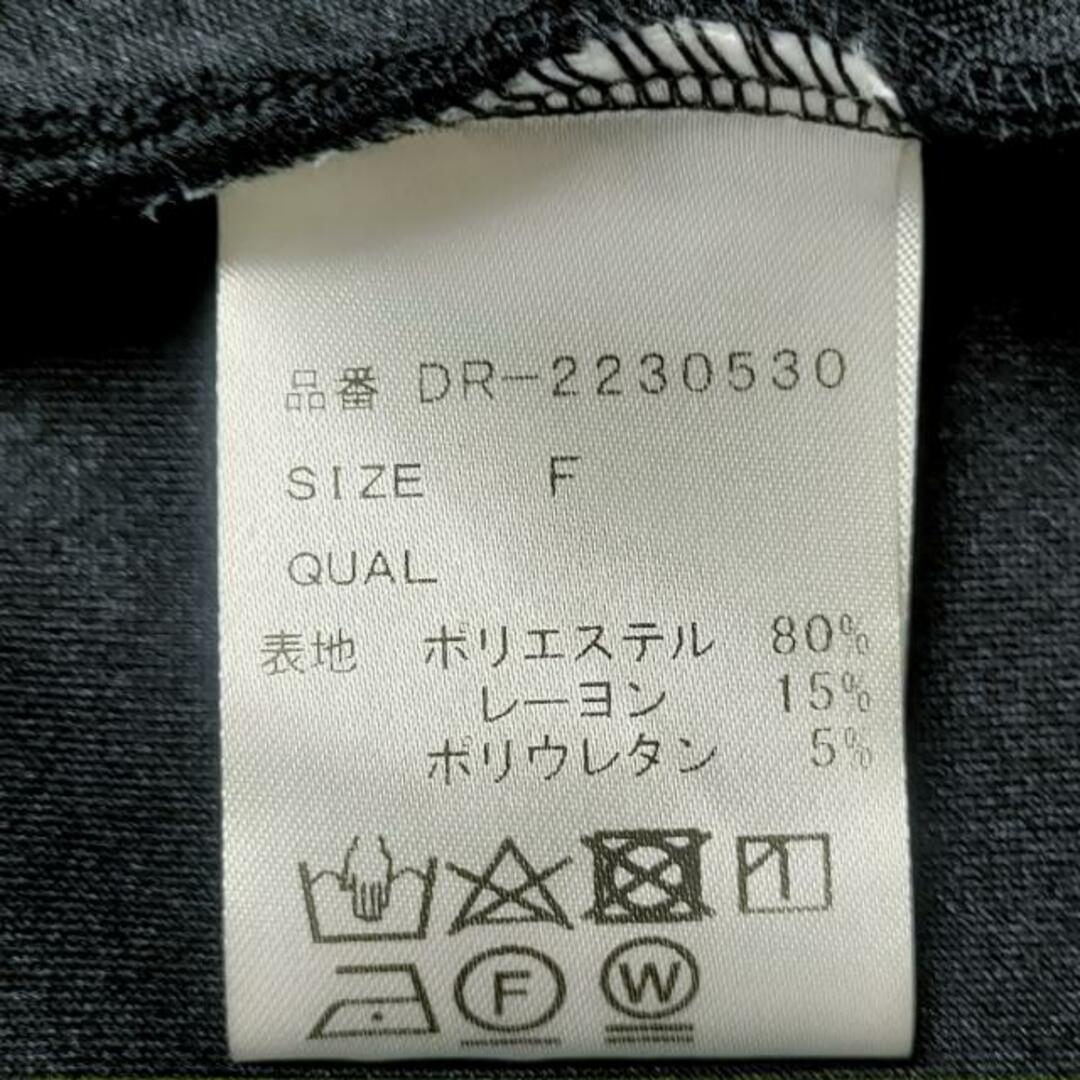 品番 DR-2230530
SIZE F
QUAL
表地 ポリエステル 80%
レーヨン 15%
ポリウレタン 5%
F W